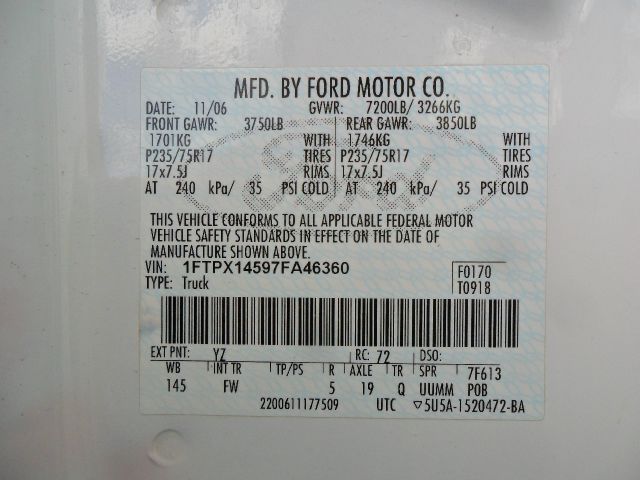 MFD. BY FORD MOTOR CO.
DATE: 11/06 GVWR: 7200LB/ 3266KG
FRONT GAWR: 3750LB REAR GAWR: 3850LB
1701KG WITH 1746KG WITH
P235/75R17 TIRES P235/75R17 TIRES
17x7.5J RIMS 17x7.5J RIMS
AT 240 kPa/ 35 PSI COLD AT 240 kPa/ 35 PSI COLD
Ford
THIS VEHICLE CONFORMS TO ALL APPLICABLE FEDERAL MOTOR
VEHICLE SAFETY STANDARDS IN EFFECT ON THE DATE OF
MANUFACTURE SHOWN ABOVE.
VIN: 1FTPX14597FA46360 F0170
TYPE: Truck T0918
EXT PNT: YZ RC: 72 DSO:
WB INT TR TP/PS R AXLE TR SPR 7F613
145 FW 5 19 Q UUMM POB
2200611177509 UTC ▽5U5A-1520472-BA